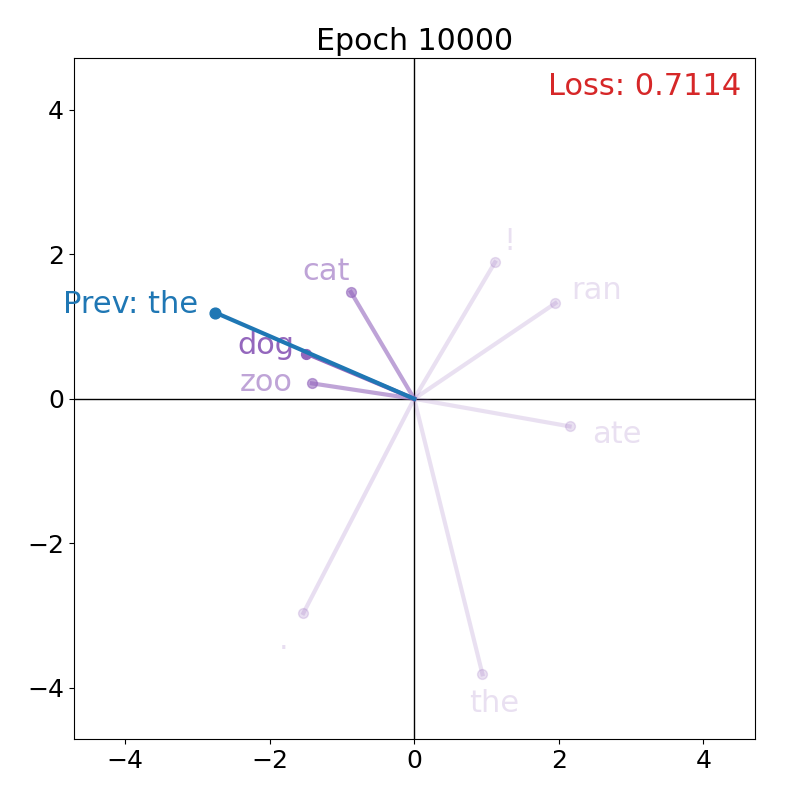 Epoch 10000
Loss: 0.7114
4
!
cat
ran
2
Prev: the
dog
zoo
0
ate
−2
.
−4
the
−4 −2 0 2 4